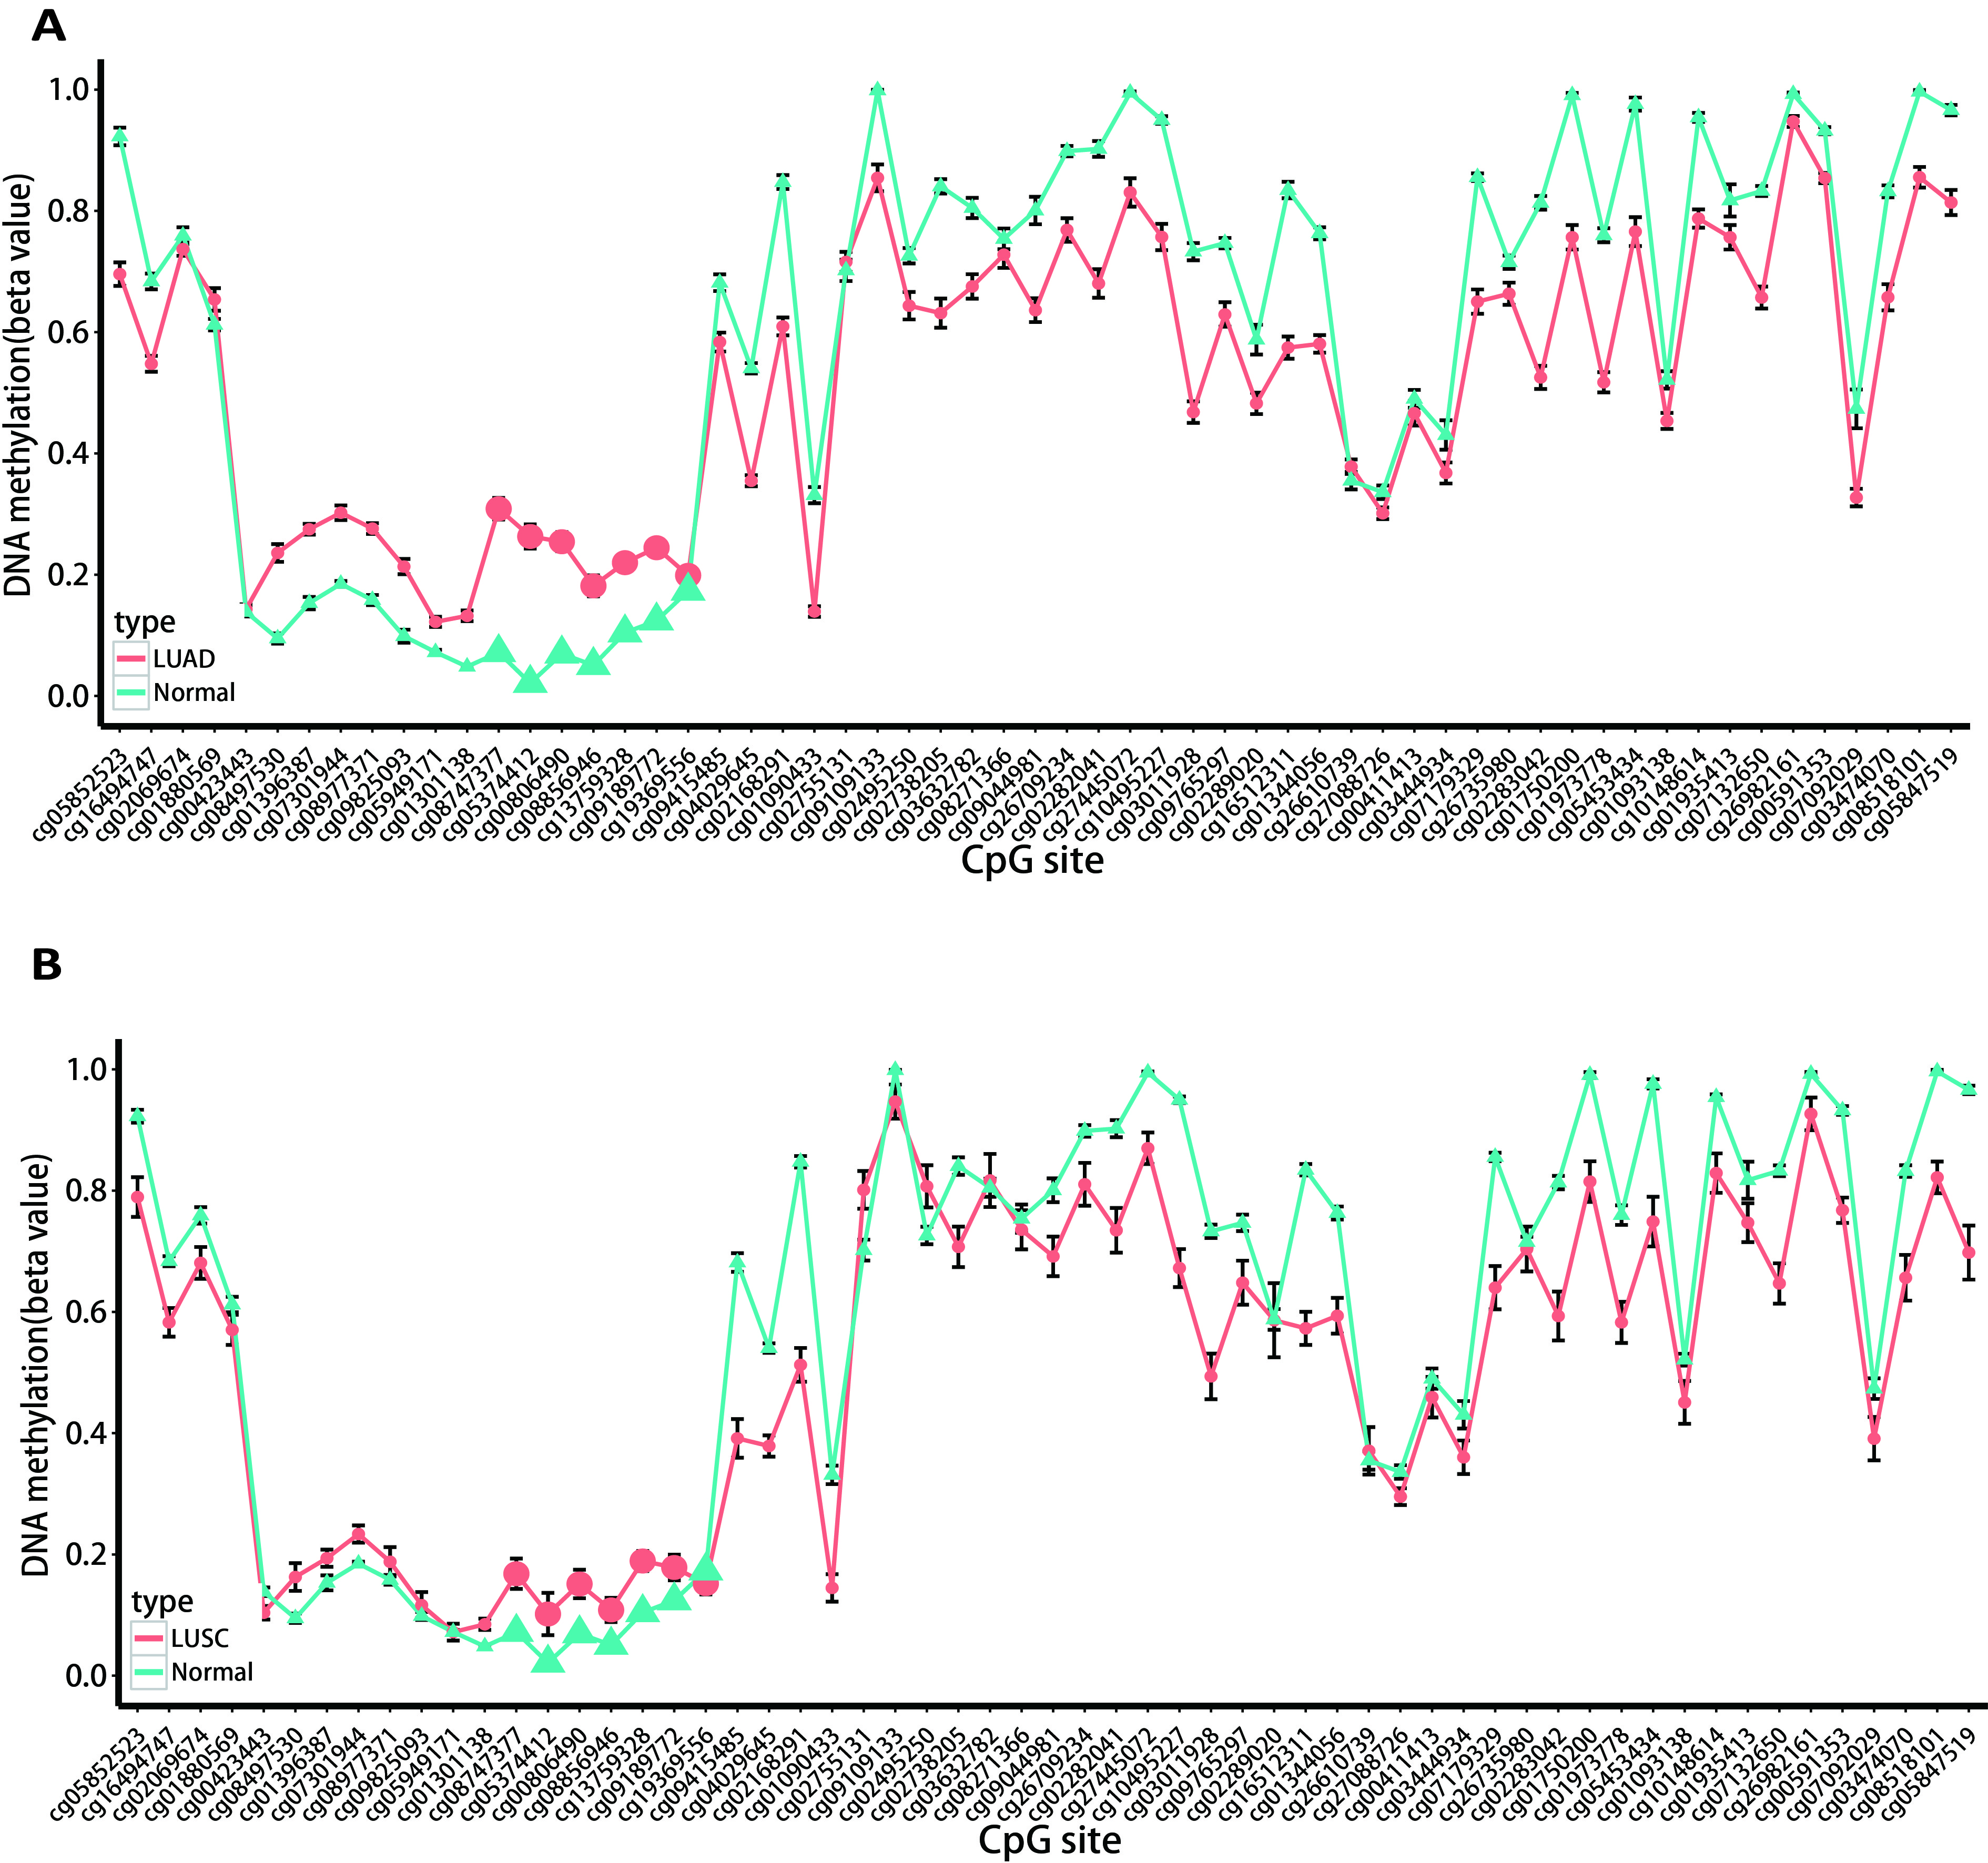 A
DNA methylation(beta value)
1.0
0.8
0.6
0.4
0.2
0.0
type
LUAD
Normal
cg05852523
cg16494747
cg02069674
cg01880569
cg00423443
cg08497530
cg01396387
cg07301944
cg08977371
cg09825093
cg05949171
cg01301138
cg08747377
cg05374412
cg00806490
cg08856946
cg13759328
cg09189772
cg19369556
cg09415485
cg04029645
cg02168291
cg01090433
cg02755131
cg09109133
cg02495250
cg02738205
cg03632782
cg08271366
cg09044981
cg26709234
cg02282041
cg27445072
cg10495227
cg03011928
cg09765297
cg02289020
cg16512311
cg01344056
cg26610739
cg27088726
cg00411413
cg03444934
cg07179329
cg26735980
cg02283042
cg01750200
cg01973778
cg05453434
cg01093138
cg10148614
cg01935413
cg07132650
cg26982161
cg00591353
cg07092029
cg03474070
cg08518101
cg05847519
CpG site
B
DNA methylation(beta value)
1.0
0.8
0.6
0.4
0.2
0.0
type
LUSC
Normal
cg05852523
cg16494747
cg02069674
cg01880569
cg00423443
cg08497530
cg01396387
cg07301944
cg08977371
cg09825093
cg05949171
cg01301138
cg08747377
cg05374412
cg00806490
cg08856946
cg13759328
cg09189772
cg19369556
cg09415485
cg04029645
cg02168291
cg01090433
cg02755131
cg09109133
cg02495250
cg02738205
cg03632782
cg08271366
cg09044981
cg26709234
cg02282041
cg27445072
cg10495227
cg03011928
cg09765297
cg02289020
cg16512311
cg01344056
cg26610739
cg27088726
cg00411413
cg03444934
cg07179329
cg26735980
cg02283042
cg01750200
cg01973778
cg05453434
cg01093138
cg10148614
cg01935413
cg07132650
cg26982161
cg00591353
cg07092029
cg03474070
cg08518101
cg05847519
CpG site